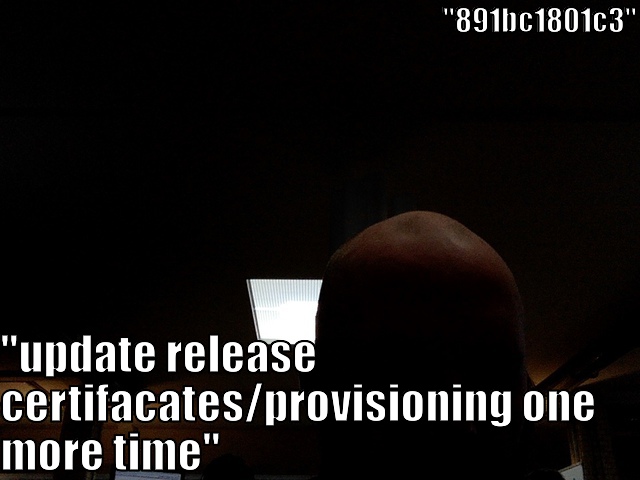 "891bc1801c3"
"update release
certifacates/provisioning one
more time"